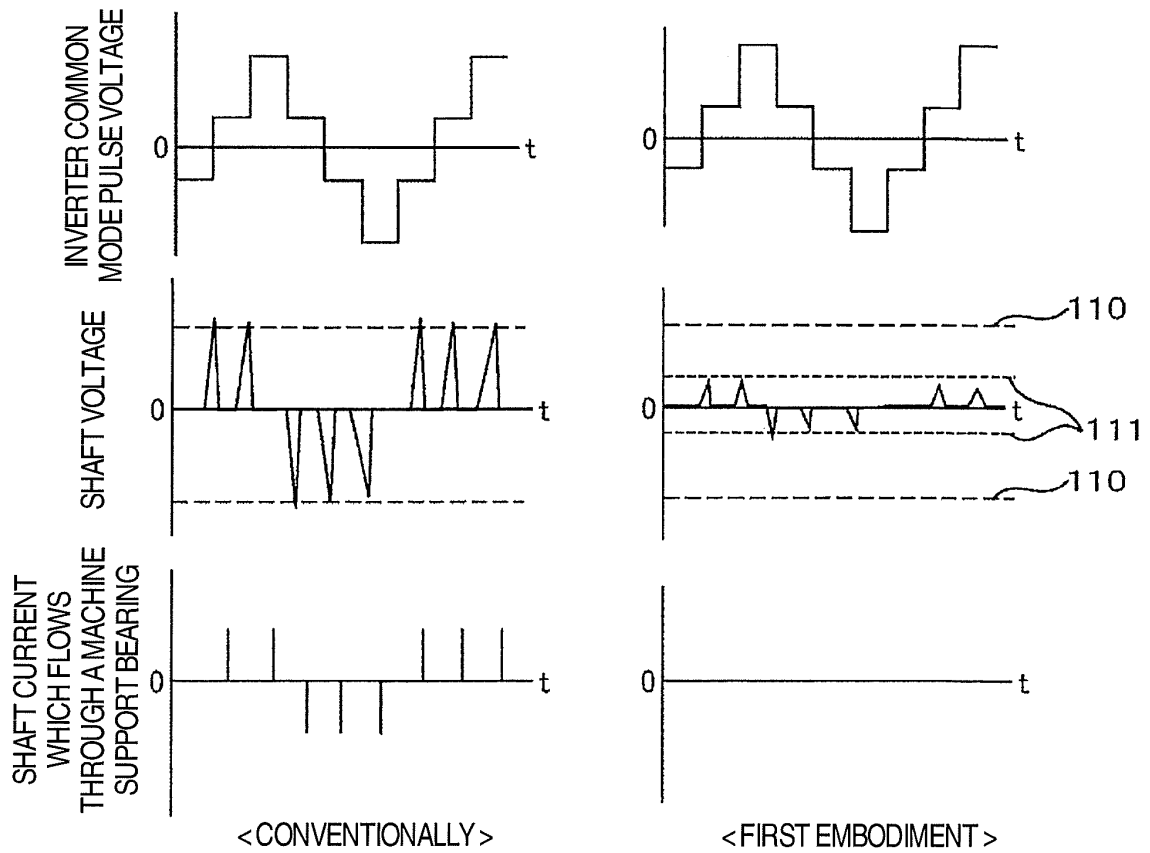 INVERTER COMMON
MODE PULSE VOLTAGE
0
t
0
t
SHAFT VOLTAGE
0
t
0
t
110
111
110
SHAFT CURRENT
WHICH FLOWS
THROUGH A MACHINE
SUPPORT BEARING
0
t
0
t
<CONVENTIONALLY>
<FIRST EMBODIMENT>